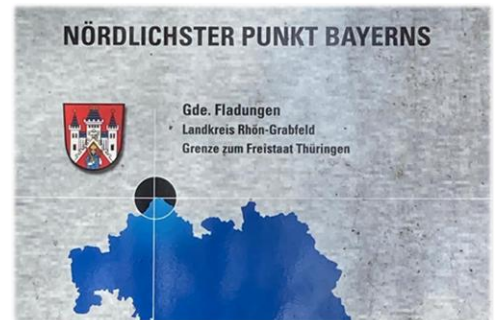 NÖRDLICHSTER PUNKT BAYERNS
Gde. Fladungen
Landkreis Rhön-Grabfeld
Grenze zum Freistaat Thüringen